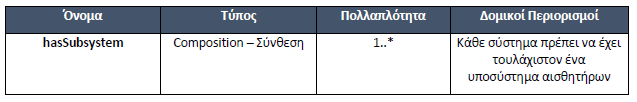 Όνομα Τύπος Πολλαπλότητα Δομικοί Περιορισμοί
hasSubsystem Composition – Σύνθεση 1..* Κάθε σύστημα πρέπει να έχει
τουλάχιστον ένα
υποσύστημα αισθητήρων